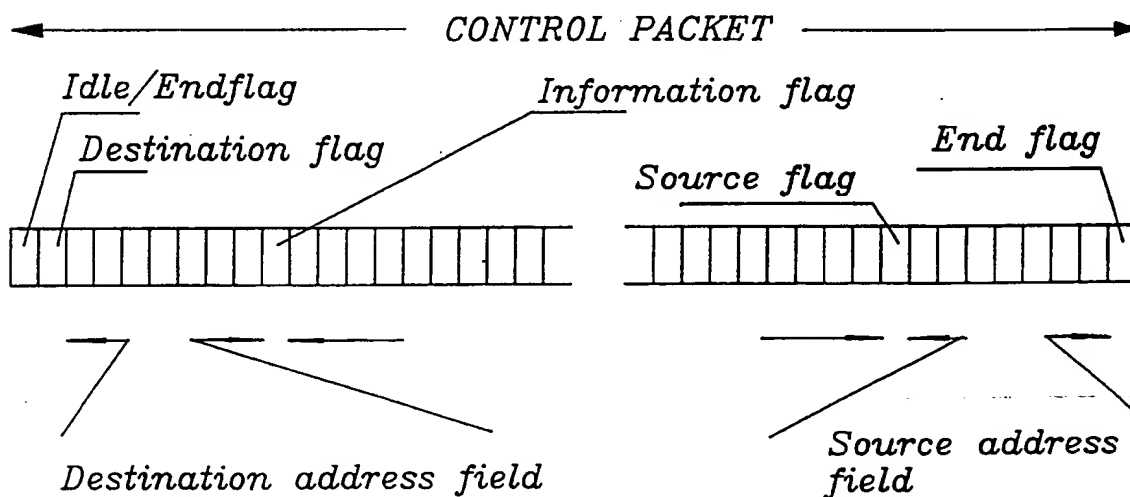 CONTROL PACKET
Idle/Endflag
Information flag
Destination flag
End flag
Source flag
Destination address field
Source address
field